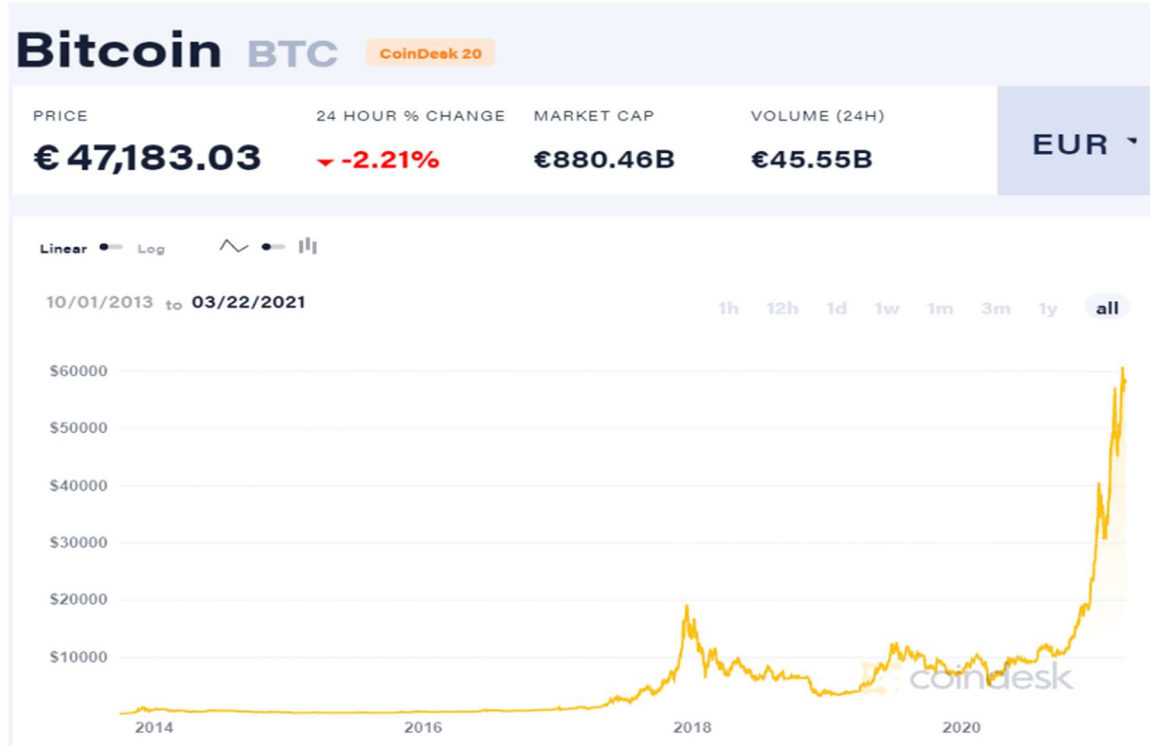 Bitcoin BTC CoinDesk 20
PRICE 24 HOUR % CHANGE MARKET CAP VOLUME (24H)
€ 47,183.03 -2.21% €880.46B €45.55B EUR
Linear Log
10/01/2013 to 03/22/2021 1h 12h 1d 1w 1m 3m 1y all
$60000
$50000
$40000
$30000
$20000
$10000
coindesk
2014 2016 2018 2020